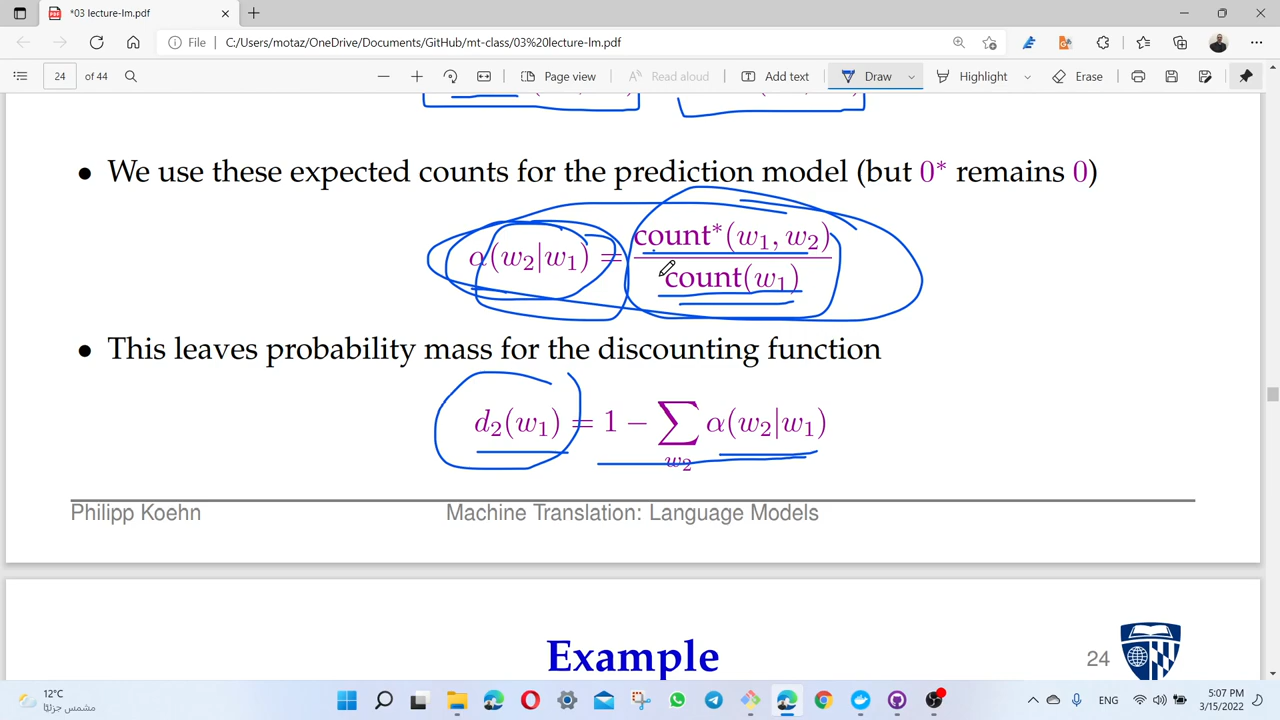 *03 lecture-lm.pdf
File C:/Users/motaz/OneDrive/Documents/GitHub/mt-class/03%20lecture-lm.pdf
24 of 44 Page view Read aloud Add text Draw Highlight Erase
• We use these expected counts for the prediction model (but 0* remains 0)
α(w₂|w₁) = count*(w₁, w₂) / count(w₁)
• This leaves probability mass for the discounting function
d₂(w₁) = 1 − ∑w₂ α(w₂|w₁)
Philipp Koehn Machine Translation: Language Models
Example 24
12°C
مشمس جزئيًا
ENG
5:07 PM
3/15/2022